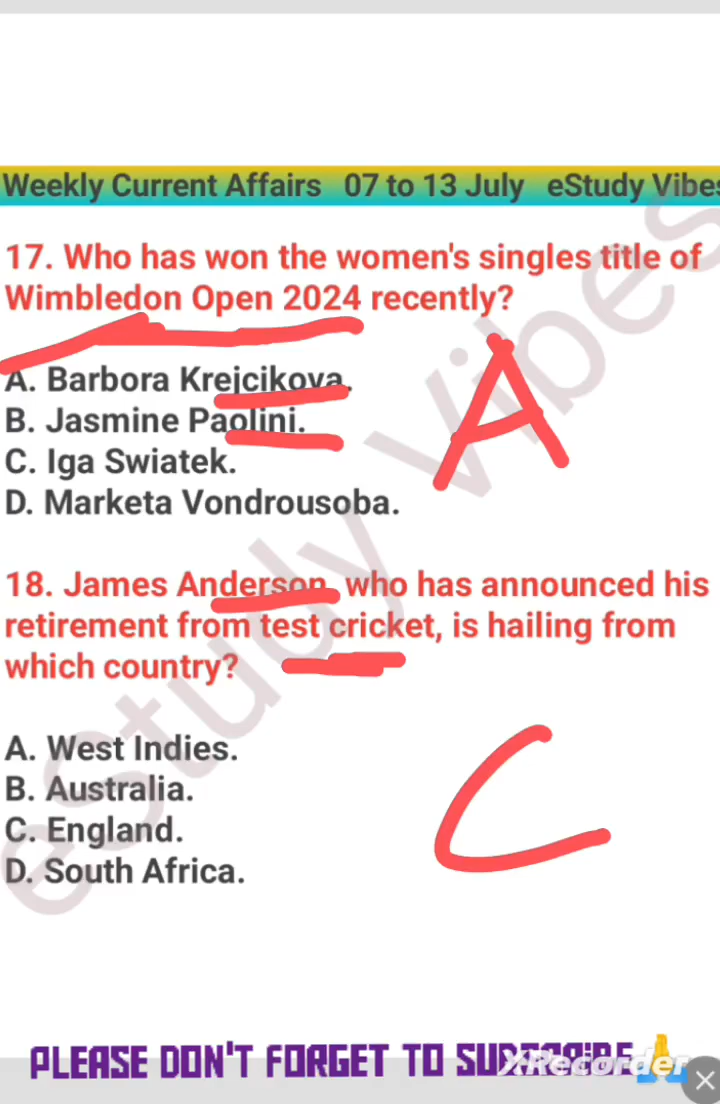 Weekly Current Affairs 07 to 13 July eStudy Vibes
17. Who has won the women's singles title of
Wimbledon Open 2024 recently?
A. Barbora Krejcikova.
B. Jasmine Paolini.
C. Iga Swiatek.
D. Marketa Vondrousoba.
A
18. James Anderson who has announced his
retirement from test cricket, is hailing from
which country?
A. West Indies.
B. Australia.
C. England.
D. South Africa.
C
eStudy Vibes
PLEASE DON'T FORGET TO SUBSCRIBE
XRecorder